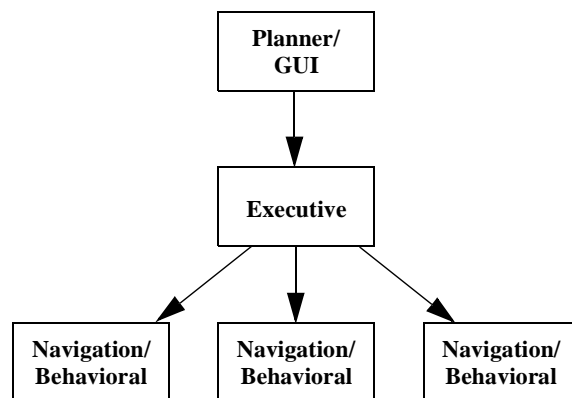 Planner/
GUI
Executive
Navigation/
Behavioral
Navigation/
Behavioral
Navigation/
Behavioral